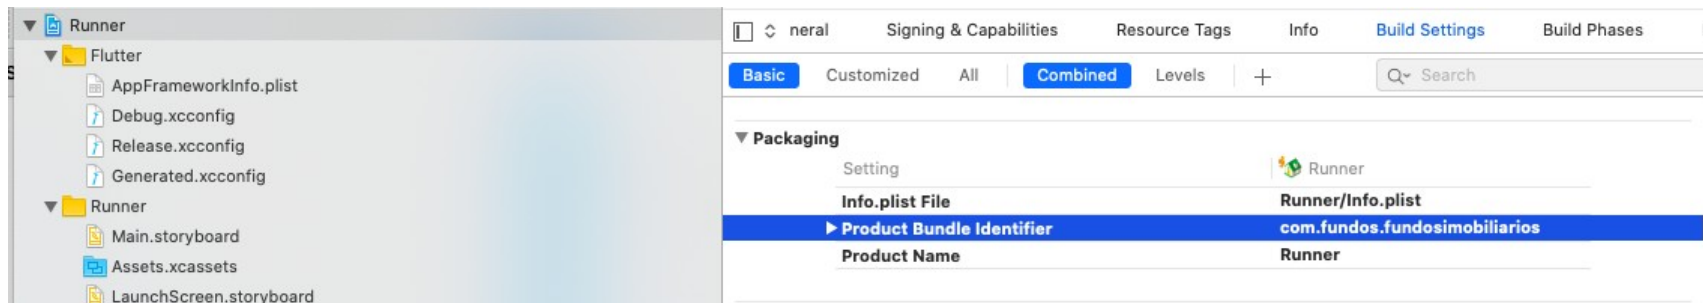 Runner
Flutter
AppFrameworkInfo.plist
Debug.xcconfig
Release.xcconfig
Generated.xcconfig
Runner
Main.storyboard
Assets.xcassets
LaunchScreen.storyboard
neral Signing & Capabilities Resource Tags Info Build Settings Build Phases
Basic Customized All Combined Levels + Search
Packaging
Setting Runner
Info.plist File Runner/Info.plist
Product Bundle Identifier com.fundos.fundosimobiliarios
Product Name Runner